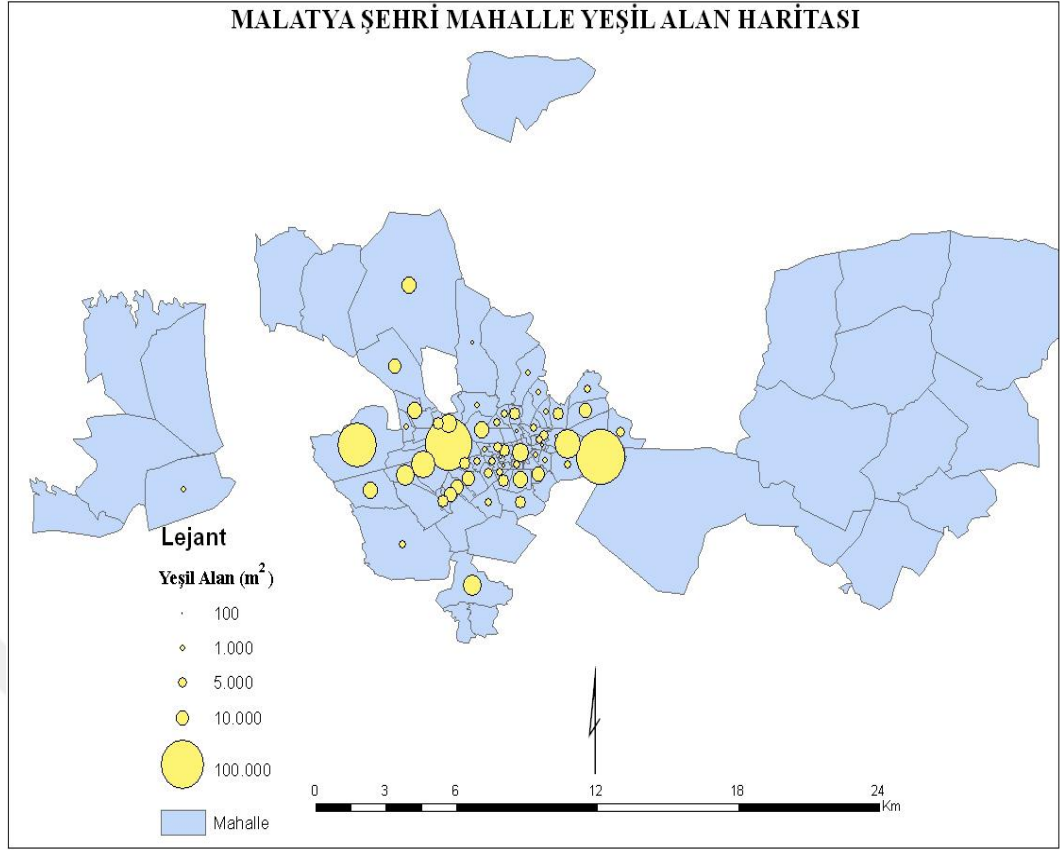 MALATYA ŞEHRİ MAHALLE YEŞİL ALAN HARİTASI
Lejant
Yeşil Alan (m²)
100
1.000
5.000
10.000
100.000
Mahalle
0 3 6 12 18 24
Km